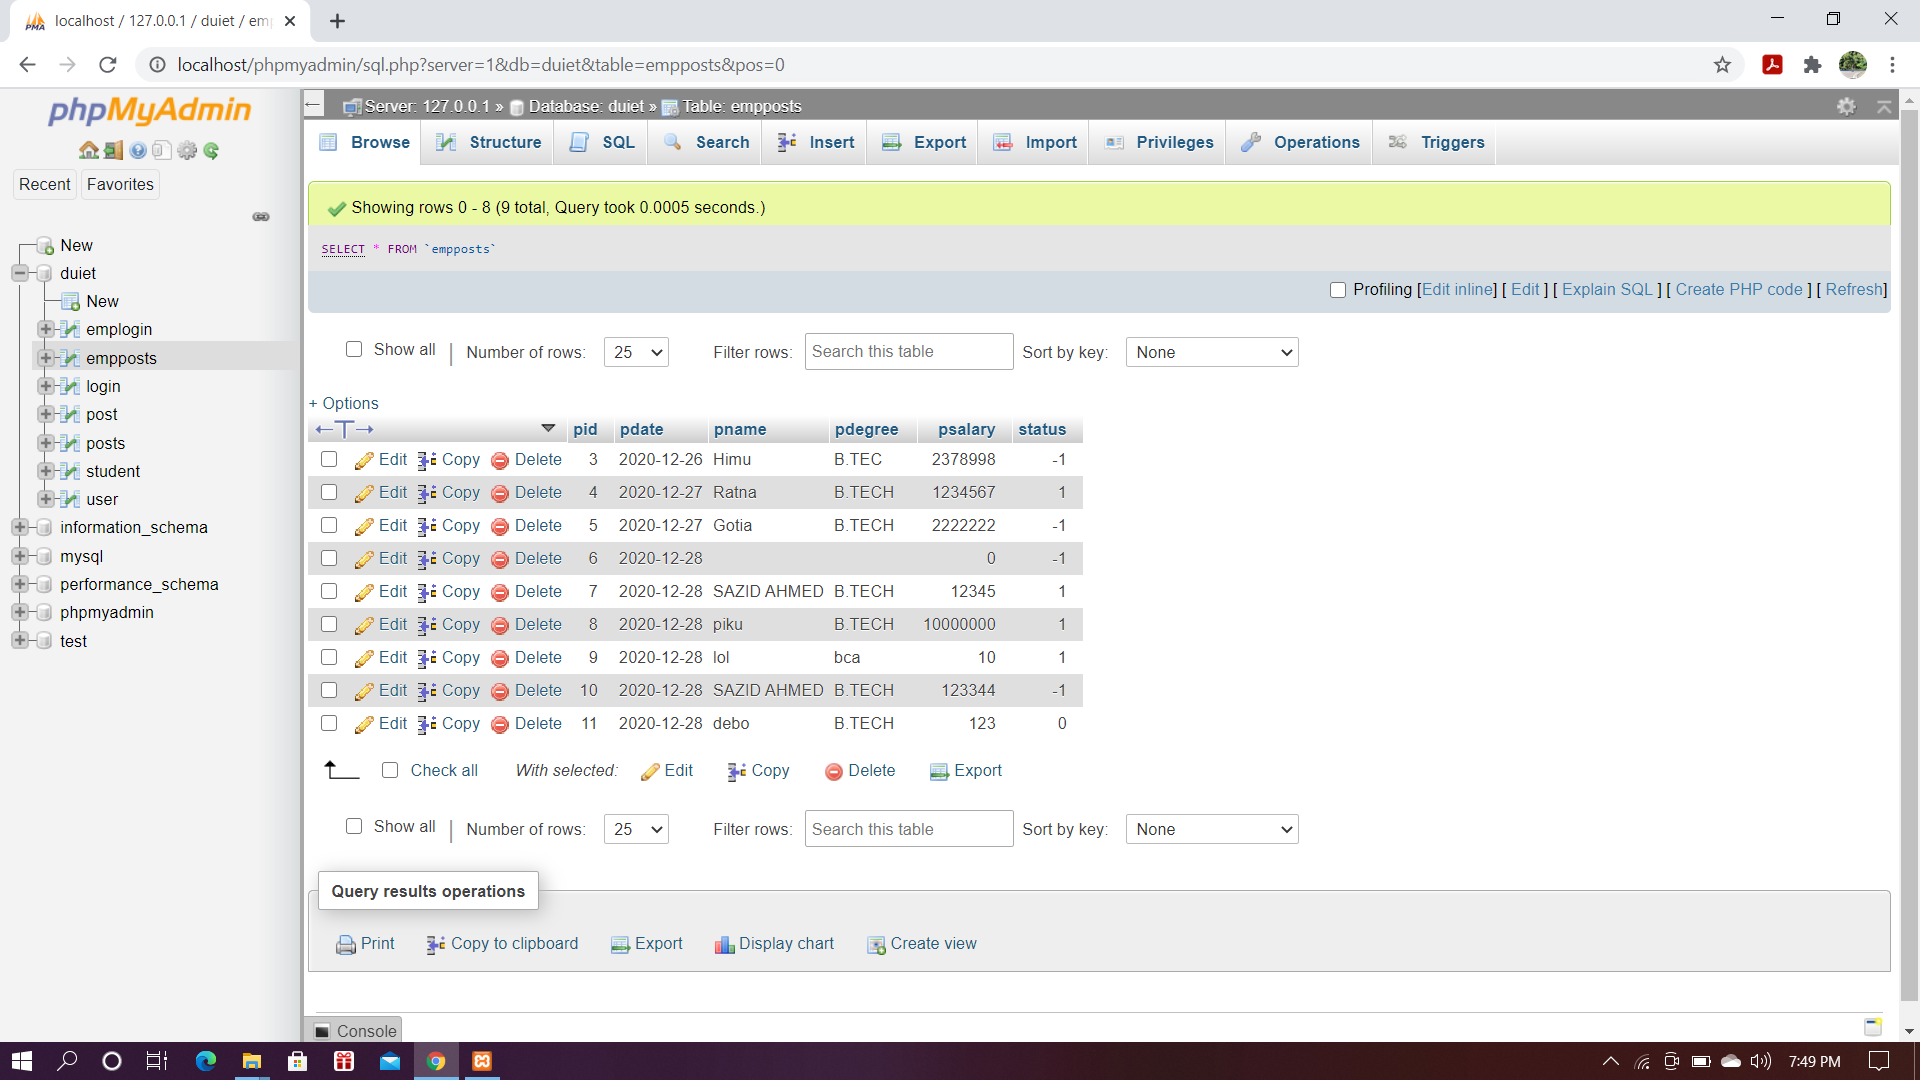 localhost / 127.0.0.1 / duiet / emp
localhost/phpmyadmin/sql.php?server=1&db=duiet&table=empposts&pos=0
phpMyAdmin
Server: 127.0.0.1 » Database: duiet » Table: empposts
Browse Structure SQL Search Insert Export Import Privileges Operations Triggers
Recent Favorites
New
duiet
New
emplogin
empposts
login
post
posts
student
user
information_schema
mysql
performance_schema
phpmyadmin
test
Showing rows 0 - 8 (9 total, Query took 0.0005 seconds.)
SELECT * FROM `empposts`
Profiling [Edit inline] [ Edit ] [ Explain SQL ] [ Create PHP code ] [ Refresh]
Show all | Number of rows: 25 Filter rows: Search this table Sort by key: None
+ Options
←T→ pid pdate pname pdegree psalary status
Edit Copy Delete 3 2020-12-26 Himu B.TEC 2378998 -1
Edit Copy Delete 4 2020-12-27 Ratna B.TECH 1234567 1
Edit Copy Delete 5 2020-12-27 Gotia B.TECH 2222222 -1
Edit Copy Delete 6 2020-12-28 0 -1
Edit Copy Delete 7 2020-12-28 SAZID AHMED B.TECH 12345 1
Edit Copy Delete 8 2020-12-28 piku B.TECH 10000000 1
Edit Copy Delete 9 2020-12-28 lol bca 10 1
Edit Copy Delete 10 2020-12-28 SAZID AHMED B.TECH 123344 -1
Edit Copy Delete 11 2020-12-28 debo B.TECH 123 0
Check all With selected: Edit Copy Delete Export
Show all | Number of rows: 25 Filter rows: Search this table Sort by key: None
Query results operations
Print Copy to clipboard Export Display chart Create view
Console
7:49 PM